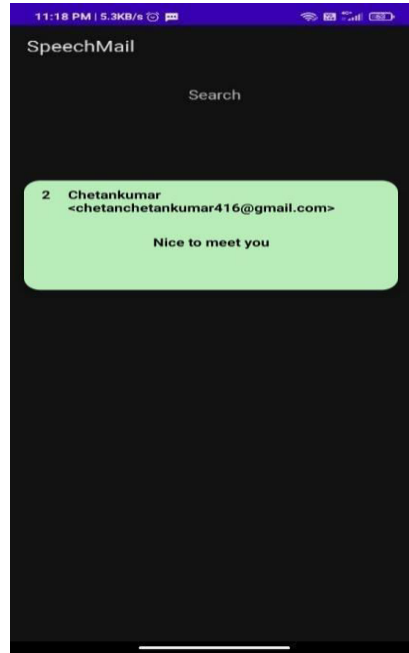 11:18 PM | 5.3KB/s
SpeechMail
Search
2 Chetankumar
<chetanchetankumar416@gmail.com>
Nice to meet you